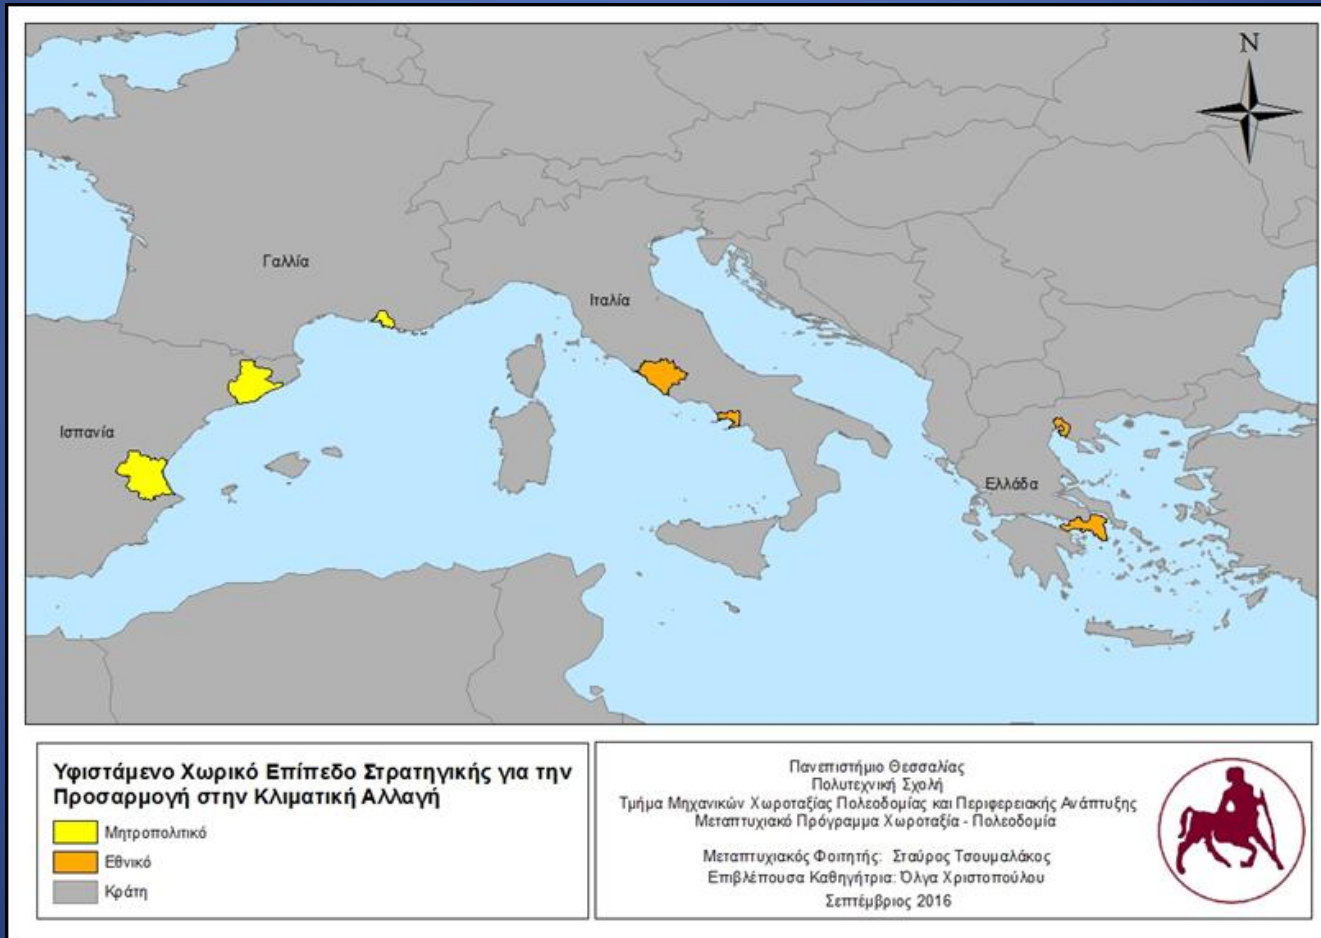 N
Γαλλία
Ιταλία
Ισπανία
Ελλάδα
Υφιστάμενο Χωρικό Επίπεδο Στρατηγικής για την
Προσαρμογή στην Κλιματική Αλλαγή
Μητροπολιτικό
Εθνικό
Κράτη
Πανεπιστήμιο Θεσσαλίας
Πολυτεχνική Σχολή
Τμήμα Μηχανικών Χωροταξίας Πολεοδομίας και Περιφερειακής Ανάπτυξης
Μεταπτυχιακό Πρόγραμμα Χωροταξία - Πολεοδομία
Μεταπτυχιακός Φοιτητής: Σταύρος Τσουμαλάκος
Επιβλέπουσα Καθηγήτρια: Όλγα Χριστοπούλου
Σεπτέμβριος 2016